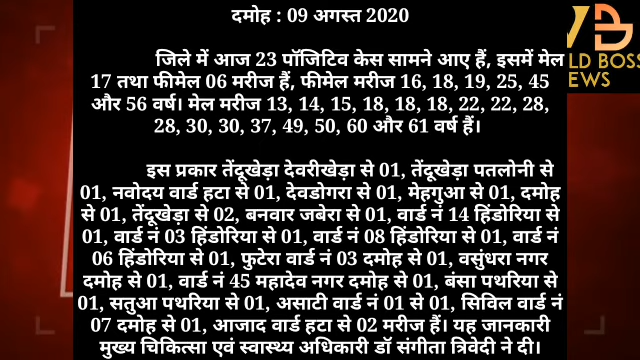 दमोह : 09 अगस्त 2020
जिले में आज 23 पॉजिटिव केस सामने आए हैं, इसमें मेल
17 तथा फीमेल 06 मरीज हैं, फीमेल मरीज 16, 18, 19, 25, 45
और 56 वर्ष। मेल मरीज 13, 14, 15, 18, 18, 18, 22, 22, 28,
28, 30, 30, 37, 49, 50, 60 और 61 वर्ष हैं।
इस प्रकार तेंदूखेड़ा देवरीखेड़ा से 01, तेंदूखेड़ा पतलोनी से
01, नवोदय वार्ड हटा से 01, देवडोगरा से 01, मेहगुआ से 01, दमोह
से 01, तेंदूखेड़ा से 02, बनवार जबेरा से 01, वार्ड नं 14 हिंडोरिया से
01, वार्ड नं 03 हिंडोरिया से 01, वार्ड नं 08 हिंडोरिया से 01, वार्ड नं
06 हिंडोरिया से 01, फुटेरा वार्ड नं 03 दमोह से 01, वसुंधरा नगर
दमोह से 01, वार्ड नं 45 महादेव नगर दमोह से 01, बंसा पथरिया से
01, सतुआ पथरिया से 01, असाटी वार्ड नं 01 से 01, सिविल वार्ड नं
07 दमोह से 01, आजाद वार्ड हटा से 02 मरीज हैं। यह जानकारी
मुख्य चिकित्सा एवं स्वास्थ्य अधिकारी डॉ संगीता त्रिवेदी ने दी।
LD BOSS
EWS